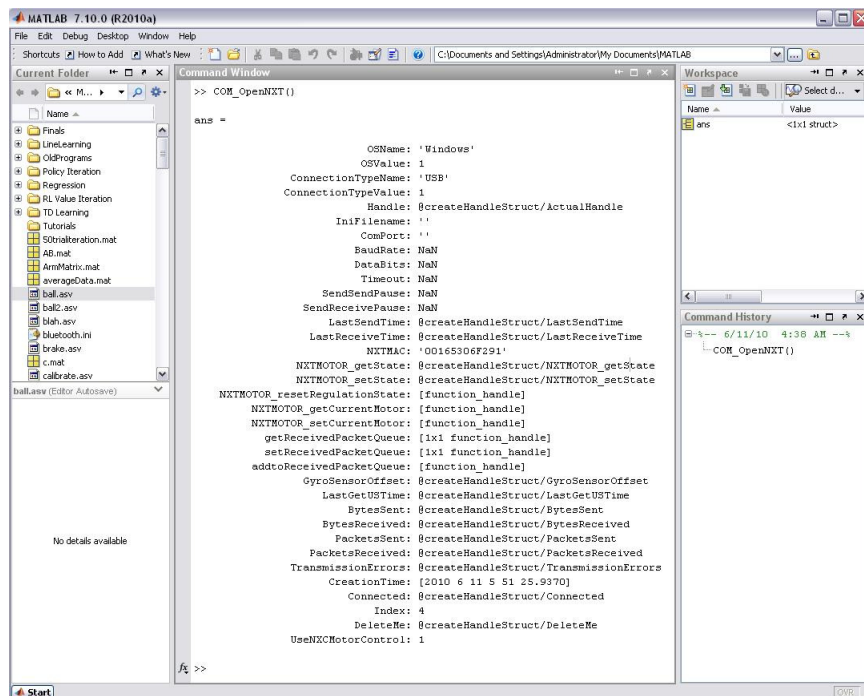 MATLAB 7.10.0 (R2010a)
File Edit Debug Desktop Window Help
Shortcuts How to Add What's New C:\Documents and Settings\Administrator\My Documents\MATLAB
Current Folder
« M...
Name
Finals
LineLearning
OldPrograms
Policy Iteration
Regression
RL Value Iteration
TD Learning
Tutorials
50trialiteration.mat
AB.mat
ArmMatrix.mat
averageData.mat
ball.asv
ball2.asv
blah.asv
bluetooth.ini
brake.asv
c.mat
calibrate.asv
ball.asv (Editor Autosave)
No details available
Command Window
>> COM_OpenNXT()
ans =
OSName: 'Windows'
OSValue: 1
ConnectionTypeName: 'USB'
ConnectionTypeValue: 1
Handle: @createHandleStruct/ActualHandle
IniFilename: ''
ComPort: ''
BaudRate: NaN
DataBits: NaN
Timeout: NaN
SendSendPause: NaN
SendReceivePause: NaN
LastSendTime: @createHandleStruct/LastSendTime
LastReceiveTime: @createHandleStruct/LastReceiveTime
NXTMAC: '00165306F291'
NXTMOTOR_getState: @createHandleStruct/NXTMOTOR_getState
NXTMOTOR_setState: @createHandleStruct/NXTMOTOR_setState
NXTMOTOR_resetRegulationState: [function_handle]
NXTMOTOR_getCurrentMotor: [function_handle]
NXTMOTOR_setCurrentMotor: [function_handle]
getReceivedPacketQueue: [1x1 function_handle]
setReceivedPacketQueue: [1x1 function_handle]
addtoReceivedPacketQueue: [function_handle]
GyroSensorOffset: @createHandleStruct/GyroSensorOffset
LastGetUSTime: @createHandleStruct/LastGetUSTime
BytesSent: @createHandleStruct/BytesSent
BytesReceived: @createHandleStruct/BytesReceived
PacketsSent: @createHandleStruct/PacketsSent
PacketsReceived: @createHandleStruct/PacketsReceived
TransmissionErrors: @createHandleStruct/TransmissionErrors
CreationTime: [2010 6 11 5 51 25.9370]
Connected: @createHandleStruct/Connected
Index: 4
DeleteMe: @createHandleStruct/DeleteMe
UseNXCMotorControl: 1
fx >>
Workspace
Select d...
Name Value
ans <1x1 struct>
Command History
%-- 6/11/10 4:38 AM --%
COM_OpenNXT()
Start
OVR